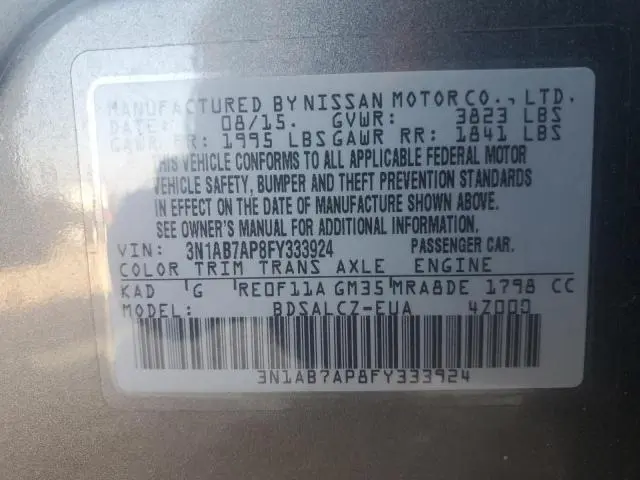 MANUFACTURED BY NISSAN MOTOR CO., LTD.
DATE: 08/15. GVWR: 3823 LBS
GAWR FR: 1995 LBS GAWR RR: 1841 LBS
THIS VEHICLE CONFORMS TO ALL APPLICABLE FEDERAL MOTOR
VEHICLE SAFETY, BUMPER AND THEFT PREVENTION STANDARDS
IN EFFECT ON THE DATE OF MANUFACTURE SHOWN ABOVE.
SEE OWNER'S MANUAL FOR ADDITIONAL INFORMATION.
VIN: 3N1AB7AP8FY333924 PASSENGER CAR.
COLOR TRIM TRANS AXLE ENGINE
KAD G RE0F11A GM35 MRA8DE 1798 CC
MODEL: BDSALCZ-EUA 4Z000
3N1AB7AP8FY333924